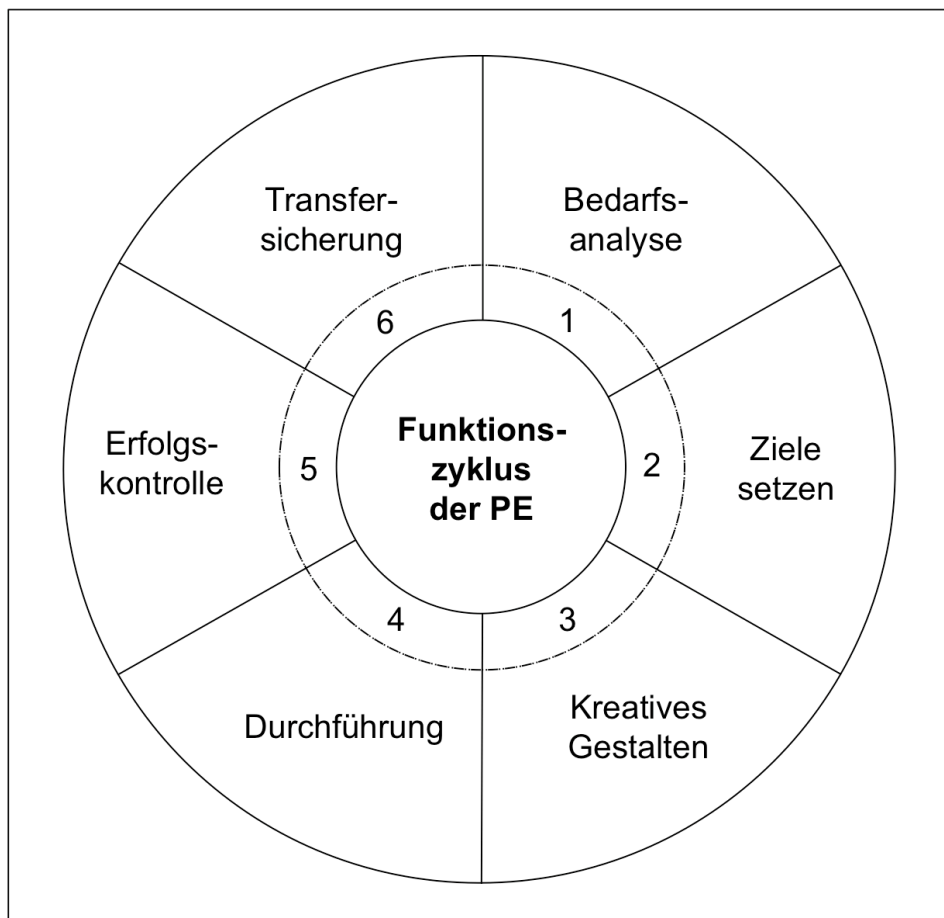 Funktions-
zyklus
der PE
1
Bedarfs-
analyse
2
Ziele
setzen
3
Kreatives
Gestalten
4
Durchführung
5
Erfolgs-
kontrolle
6
Transfer-
sicherung